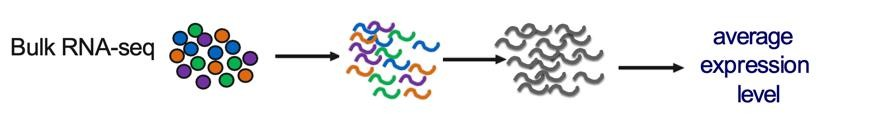 Bulk RNA-seq
average
expression
level